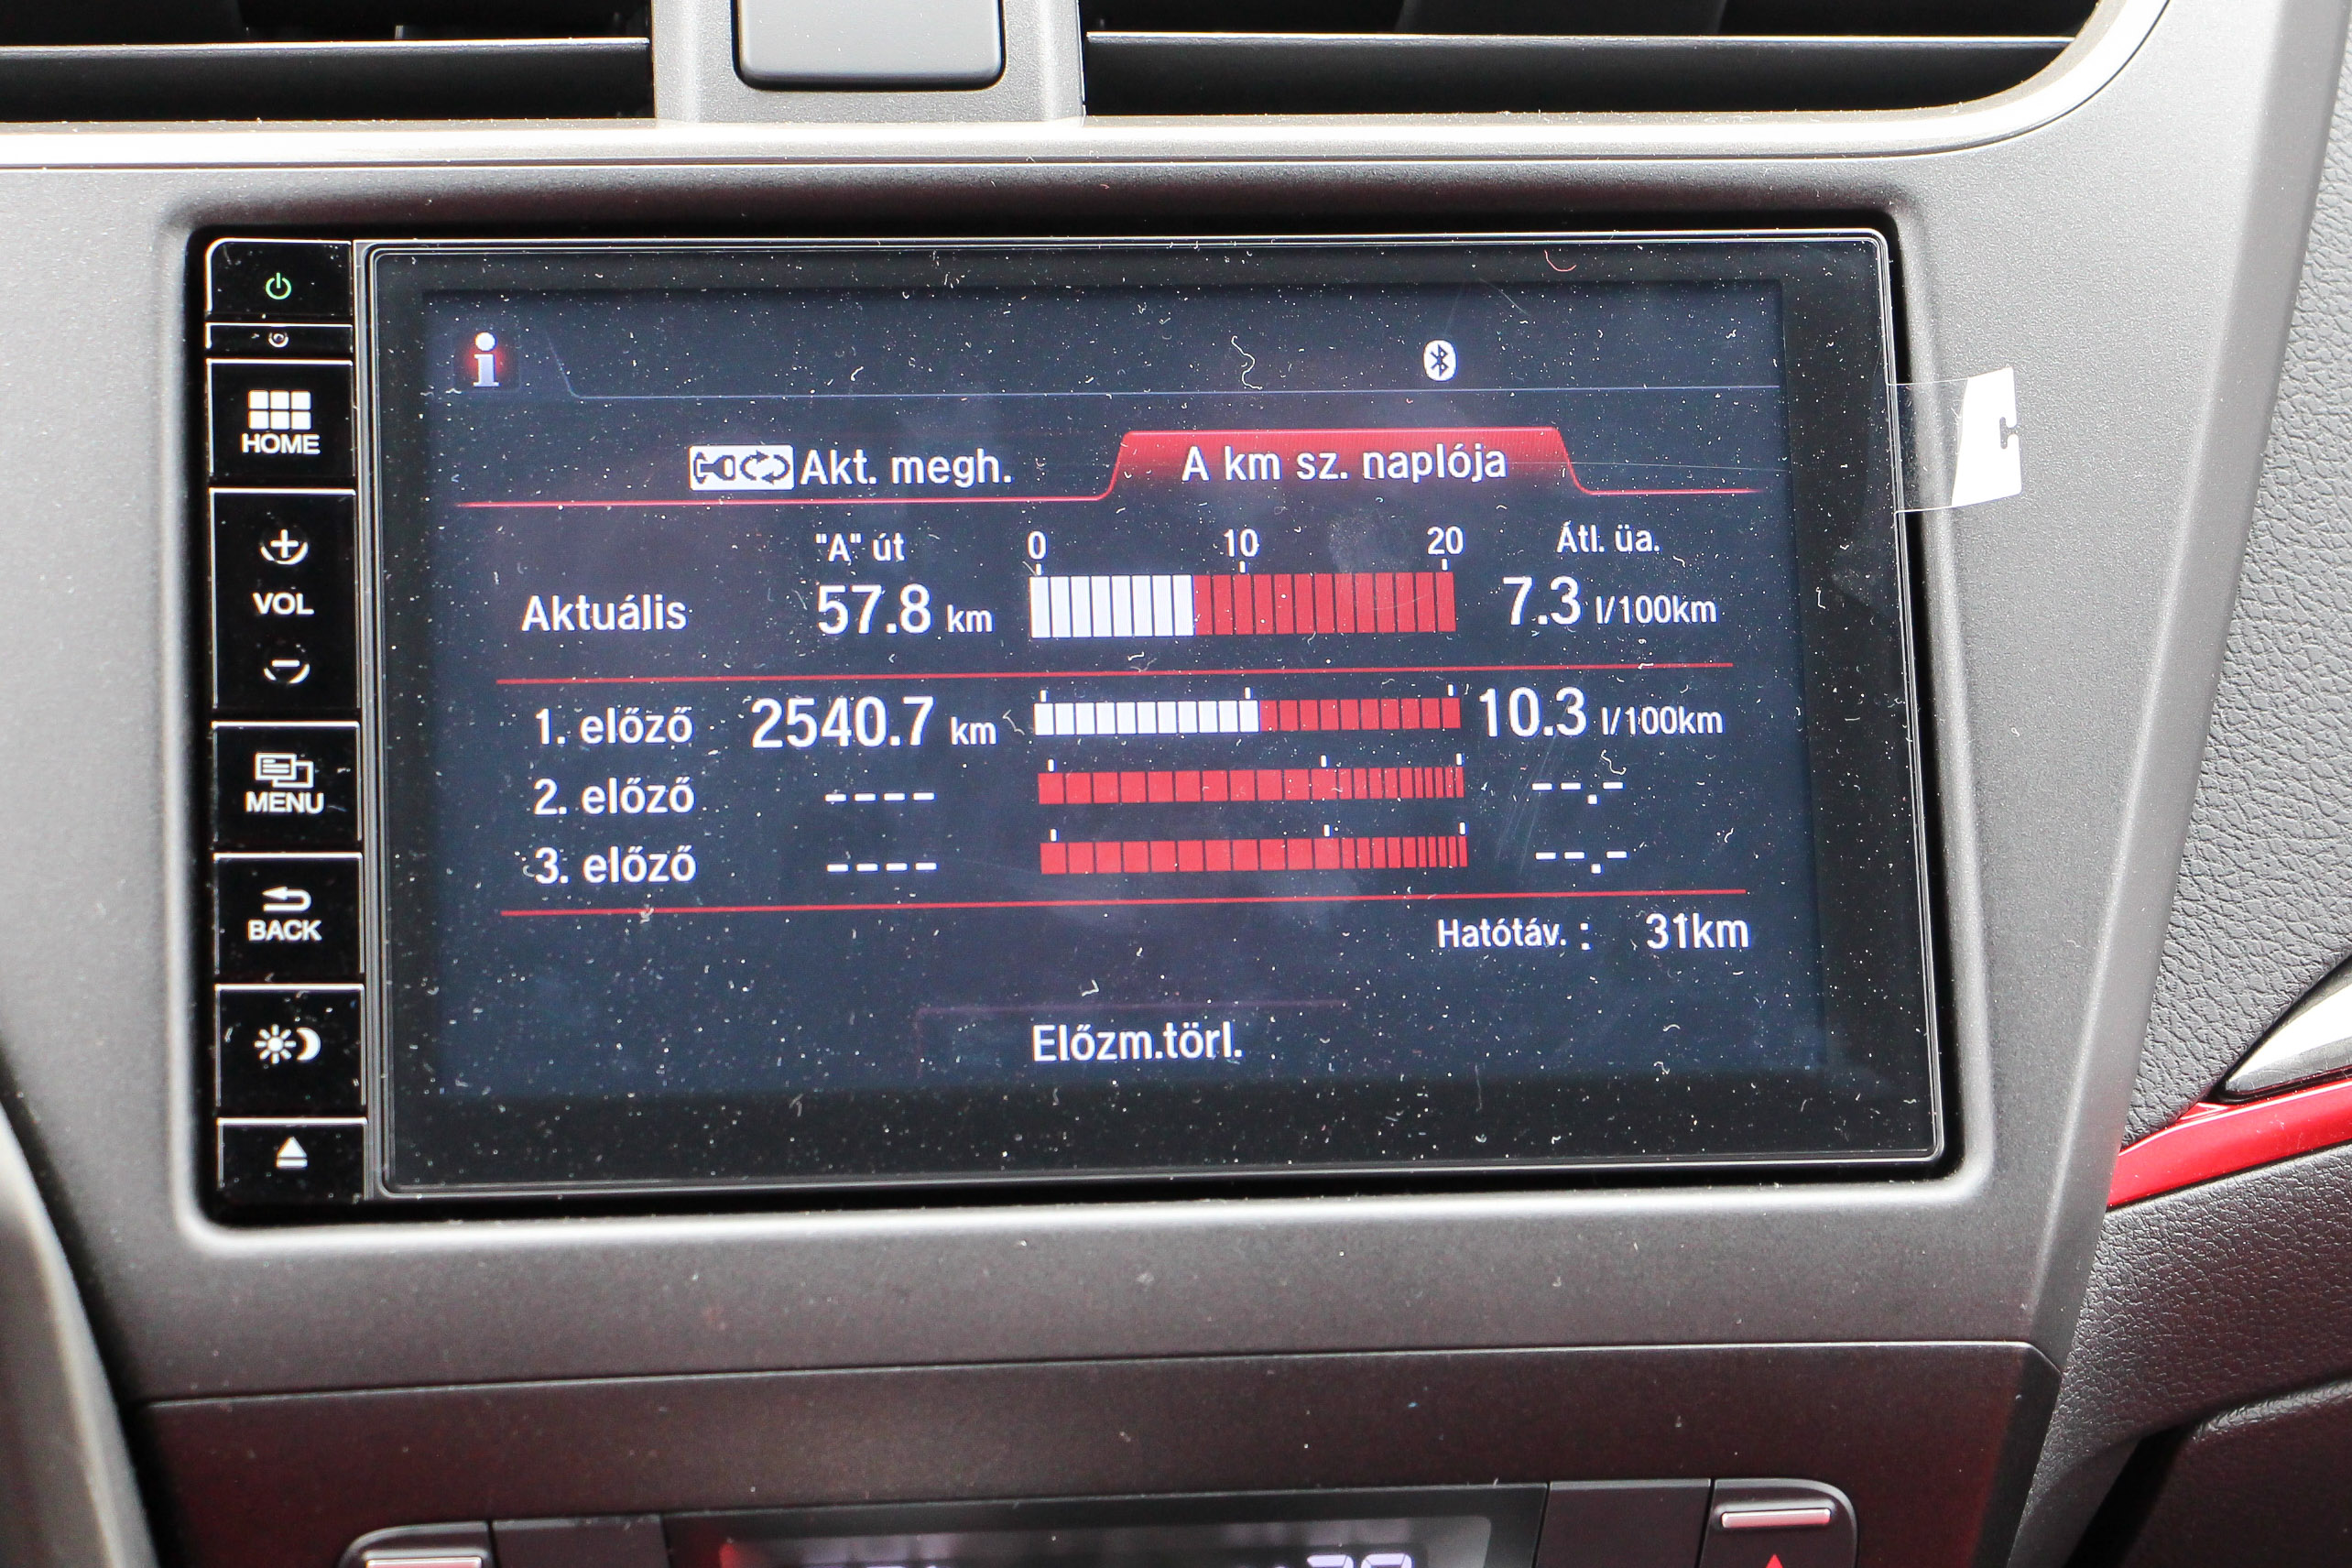 HOME
VOL
MENU
BACK
Akt. megh.
A km sz. naplója
"A" út 0 10 20 Átl. üa.
Aktuális 57.8 km 7.3 l/100km
1. előző 2540.7 km 10.3 l/100km
2. előző ---- --.-
3. előző ---- --.-
Hatótáv. : 31km
Előzm.törl.